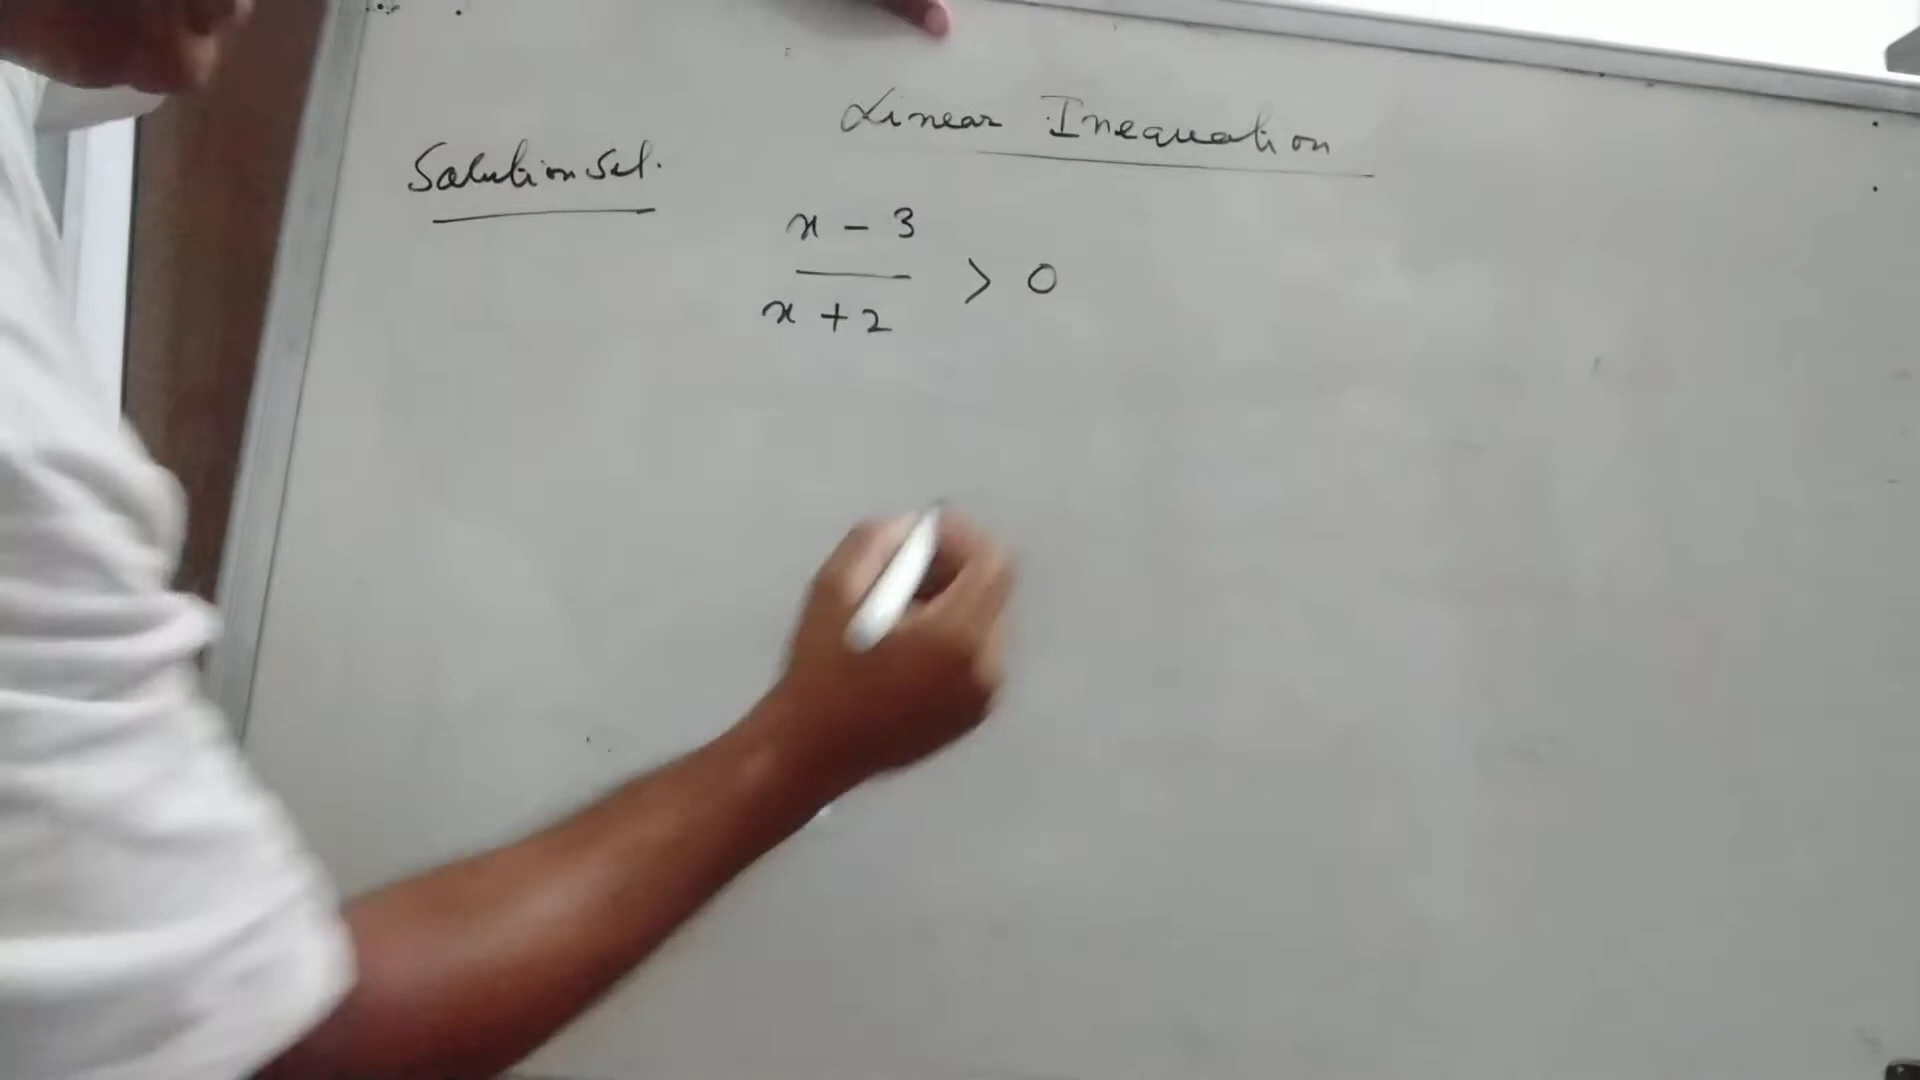 Linear Inequation
Solution Set.
x - 3
> 0
x + 2